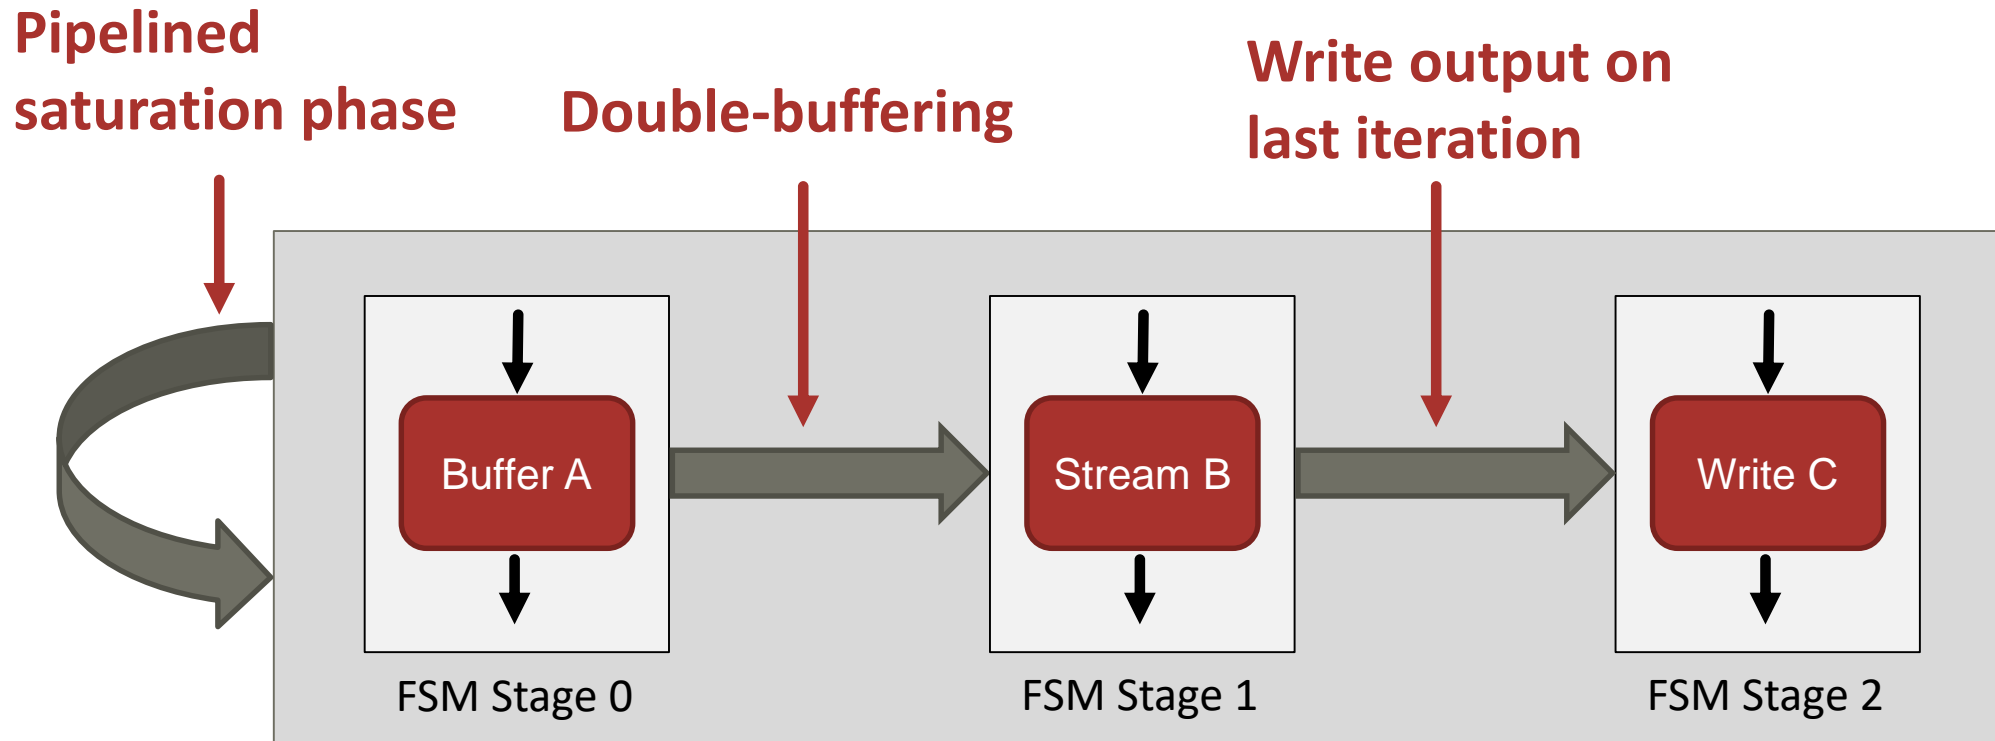 Pipelined
saturation phase
Double-buffering
Write output on
last iteration
Buffer A
Stream B
Write C
FSM Stage 0
FSM Stage 1
FSM Stage 2